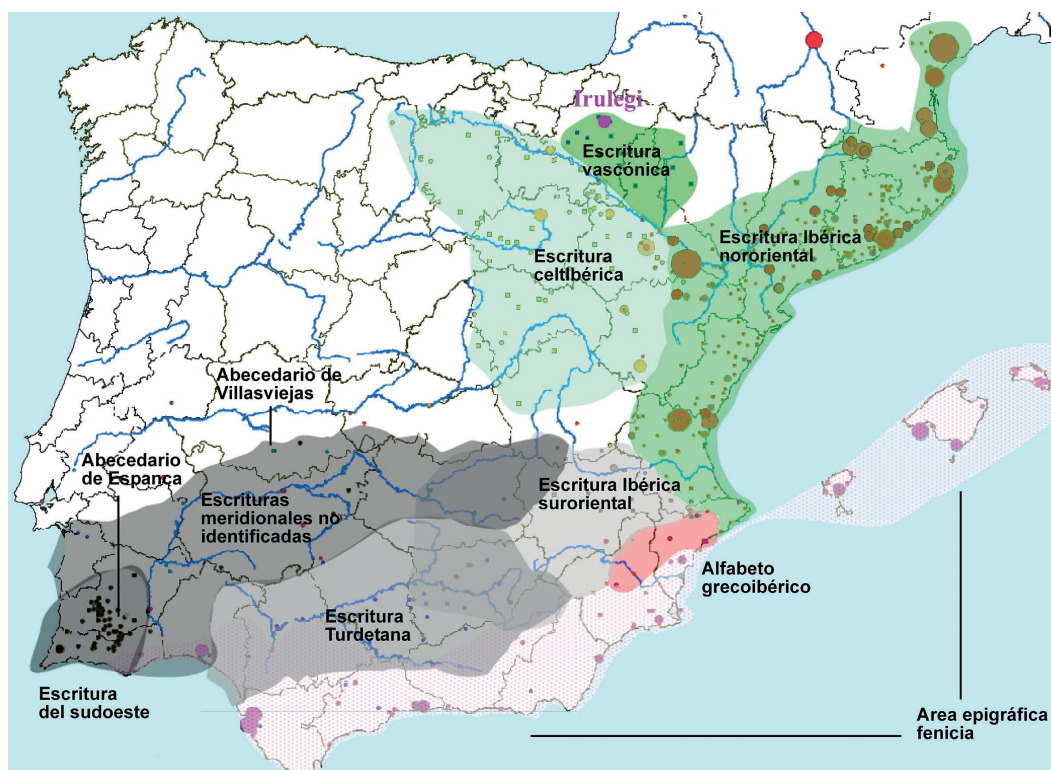 Irulegi
Escritura
vascónica
Escritura Ibérica
nororiental
Escritura
celtIbérica
Abecedario de
Villasviejas
Abecedario
de Espanca
Escrituras
meridionales no
identificadas
Escritura Ibérica
suroriental
Alfabeto
grecoibérico
Escritura
Turdetana
Escritura
del sudoeste
Area epigráfica
fenicia